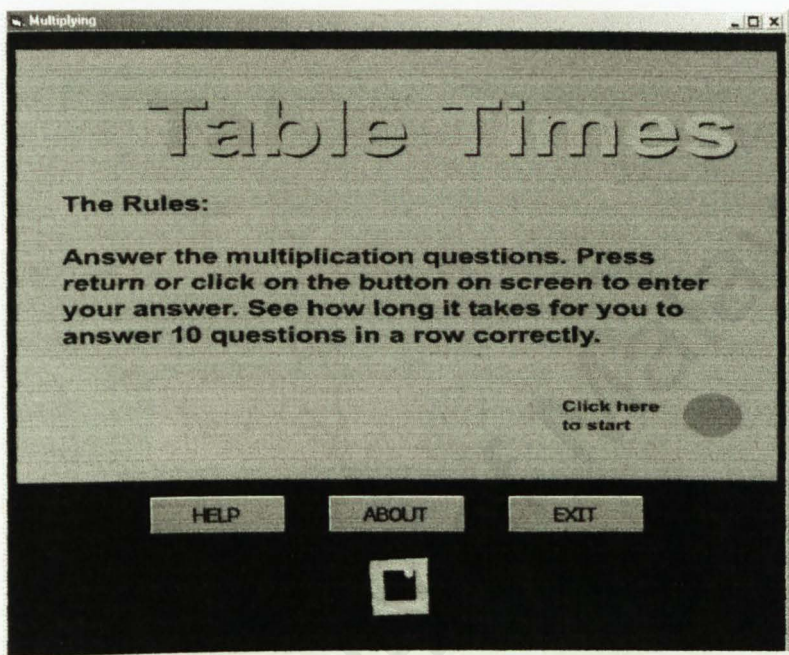 Multiplying
Table Times
The Rules:
Answer the multiplication questions. Press
return or click on the button on screen to enter
your answer. See how long it takes for you to
answer 10 questions in a row correctly.
Click here
to start
HELP
ABOUT
EXIT